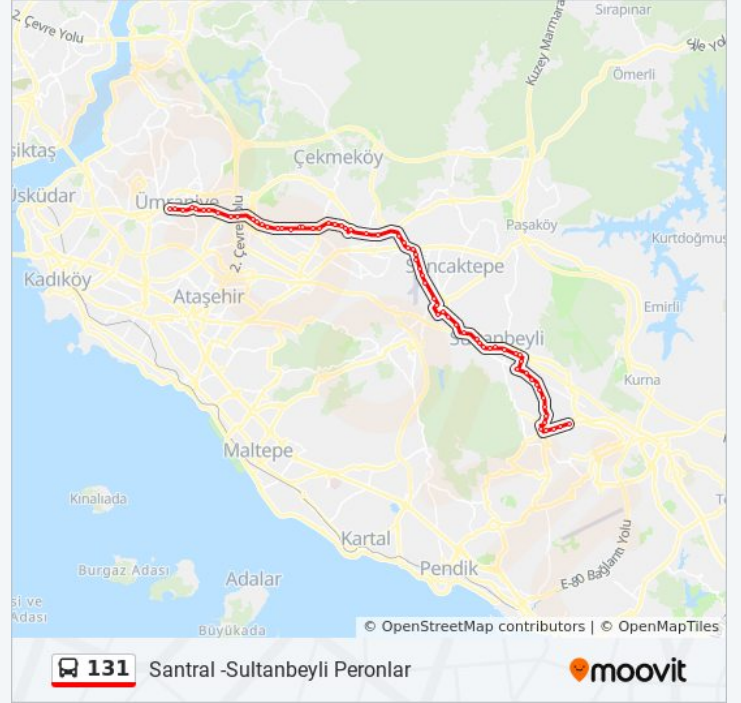 2. Çevre Yolu
Sırapınar
Kuzey Marmara
Şile Yol
Ömerli
şiktaş
Çekmeköy
Üsküdar
Ümraniye
2. Çevre Yolu
Paşaköy
Kurtdoğmuş
Kadıköy
Sancaktepe
Ataşehir
Emirli
Sultanbeyli
Kurna
Maltepe
Kınalıada
Kartal
Burgaz Adası
Adalar
Pendik
E-80 Bağlantı Yolu
si ve
Adası
Büyükada
© OpenStreetMap contributors | © OpenMapTiles
131 Santral -Sultanbeyli Peronlar moovit